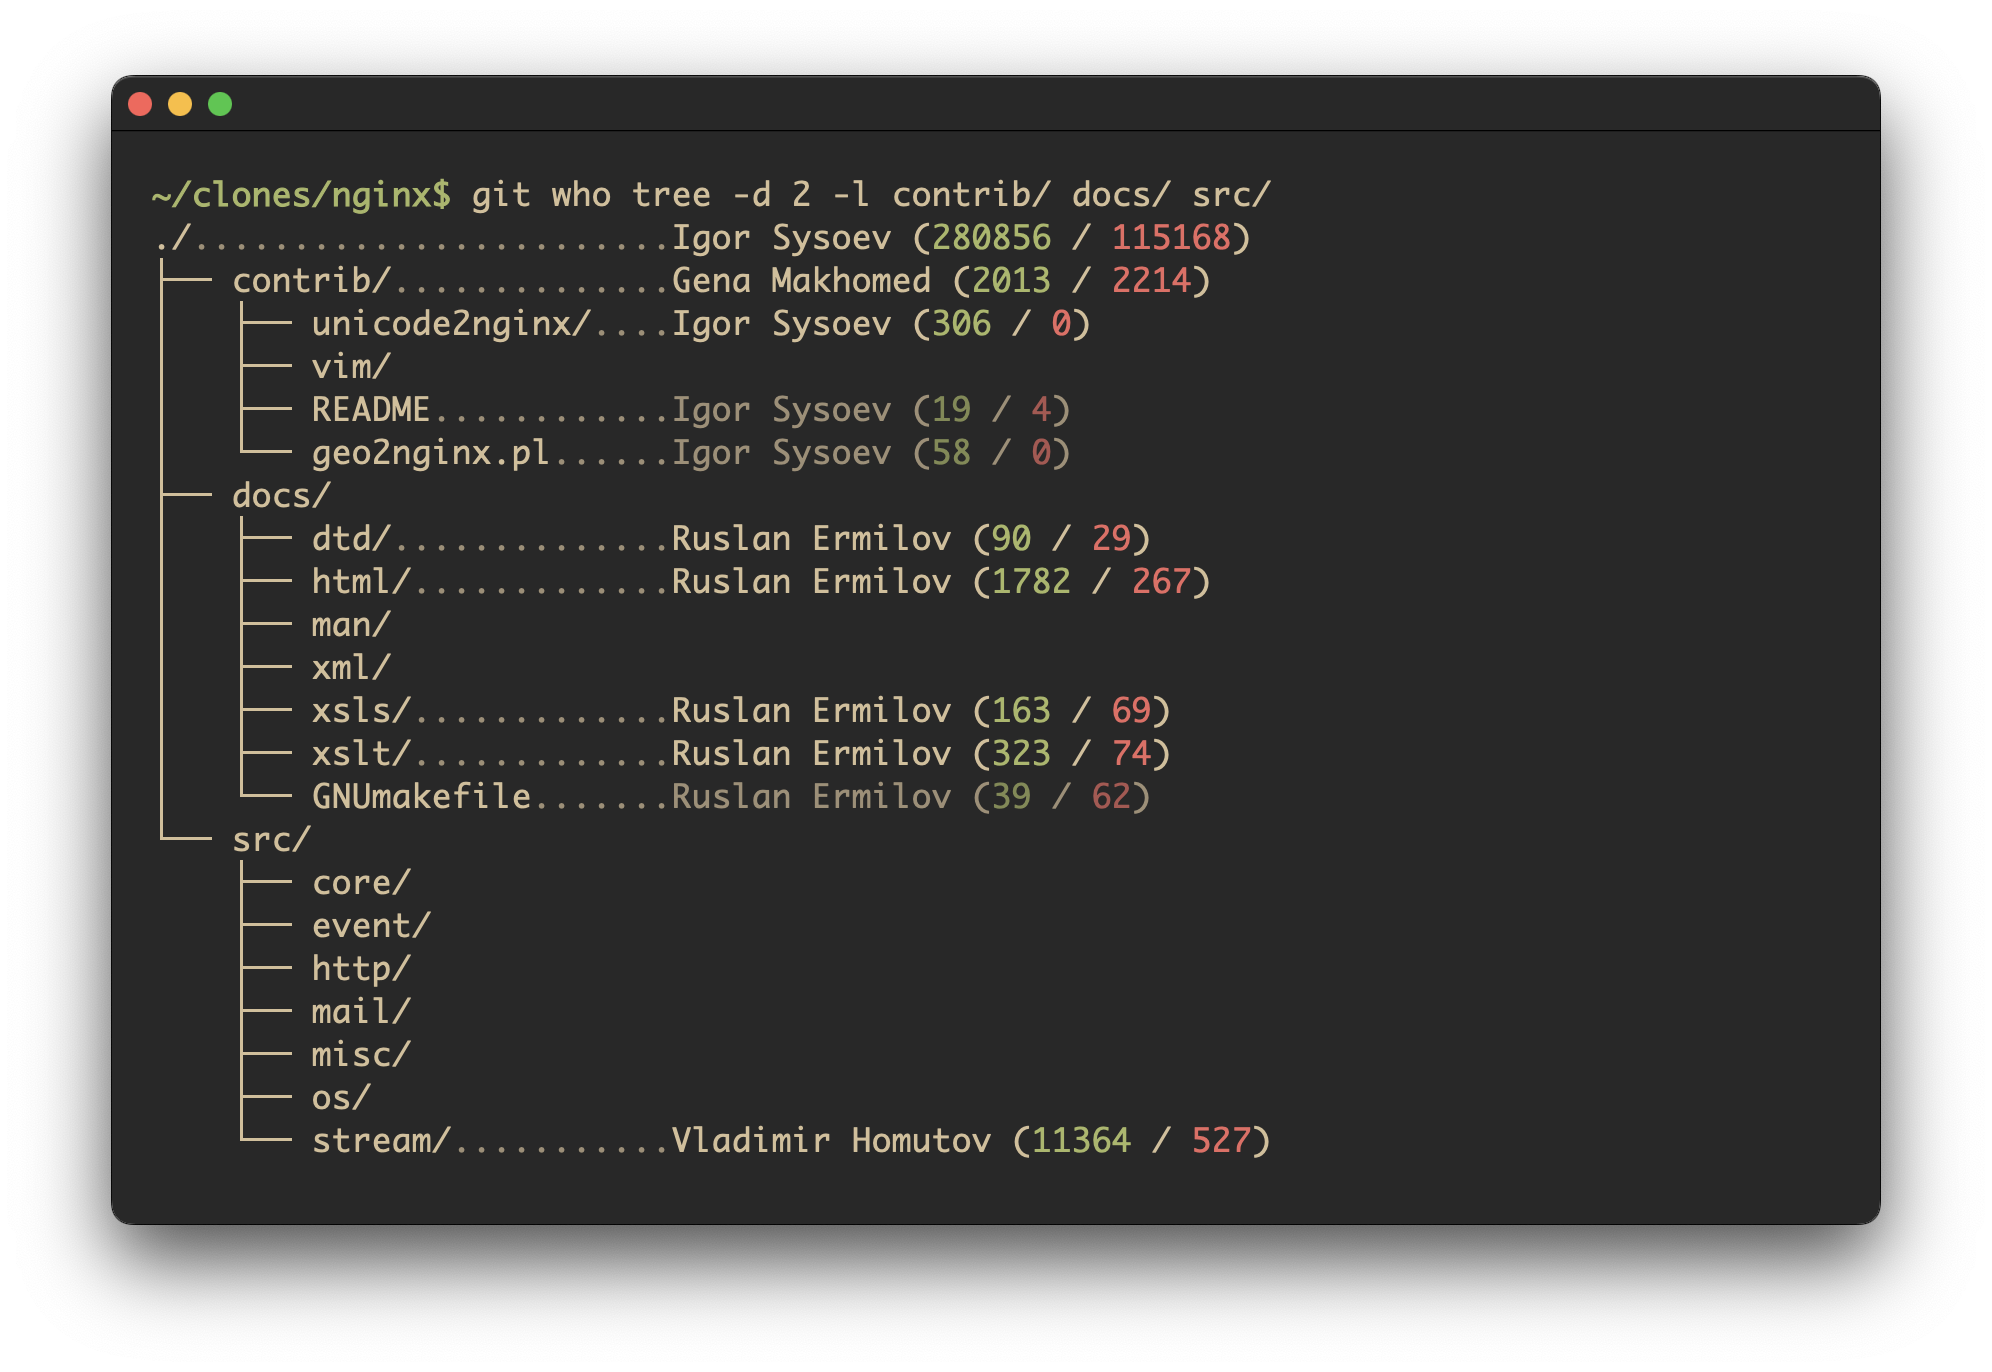 ~/clones/nginx$ git who tree -d 2 -l contrib/ docs/ src/
./........................Igor Sysoev (280856 / 115168)
├── contrib/..............Gena Makhomed (2013 / 2214)
│   ├── unicode2nginx/....Igor Sysoev (306 / 0)
│   ├── vim/
│   ├── README............Igor Sysoev (19 / 4)
│   └── geo2nginx.pl......Igor Sysoev (58 / 0)
├── docs/
│   ├── dtd/..............Ruslan Ermilov (90 / 29)
│   ├── html/.............Ruslan Ermilov (1782 / 267)
│   ├── man/
│   ├── xml/
│   ├── xsls/.............Ruslan Ermilov (163 / 69)
│   ├── xslt/.............Ruslan Ermilov (323 / 74)
│   └── GNUmakefile.......Ruslan Ermilov (39 / 62)
└── src/
    ├── core/
    ├── event/
    ├── http/
    ├── mail/
    ├── misc/
    ├── os/
    └── stream/...........Vladimir Homutov (11364 / 527)